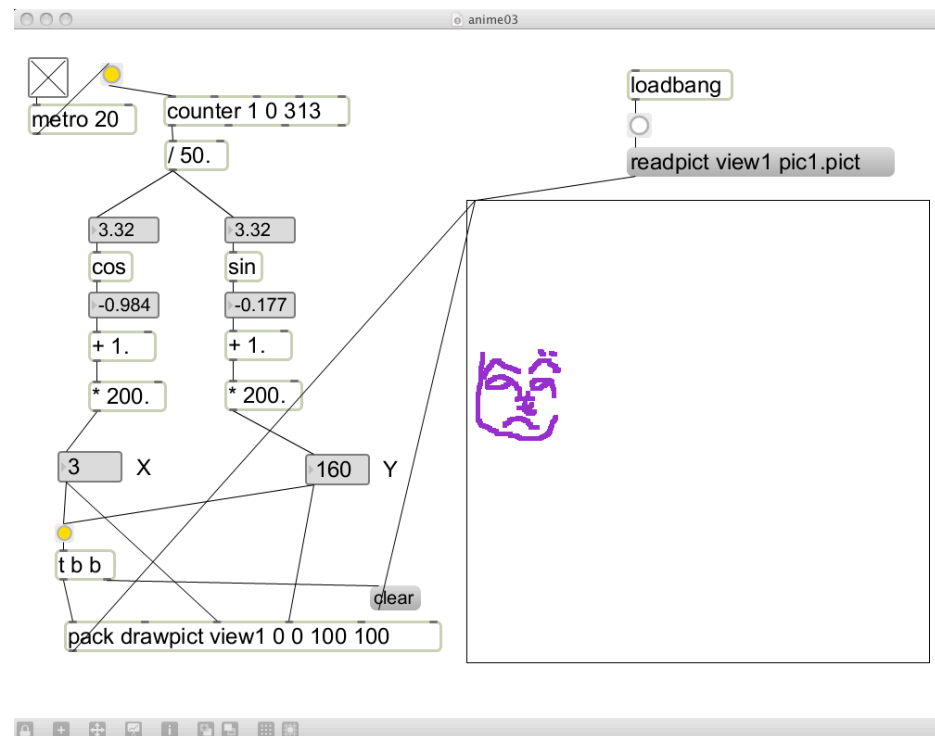 anime03
metro 20
counter 1 0 313
/ 50.
3.32
3.32
cos
sin
-0.984
-0.177
+ 1.
+ 1.
* 200.
* 200.
3
X
160
Y
t b b
clear
pack drawpict view1 0 0 100 100
loadbang
readpict view1 pic1.pict